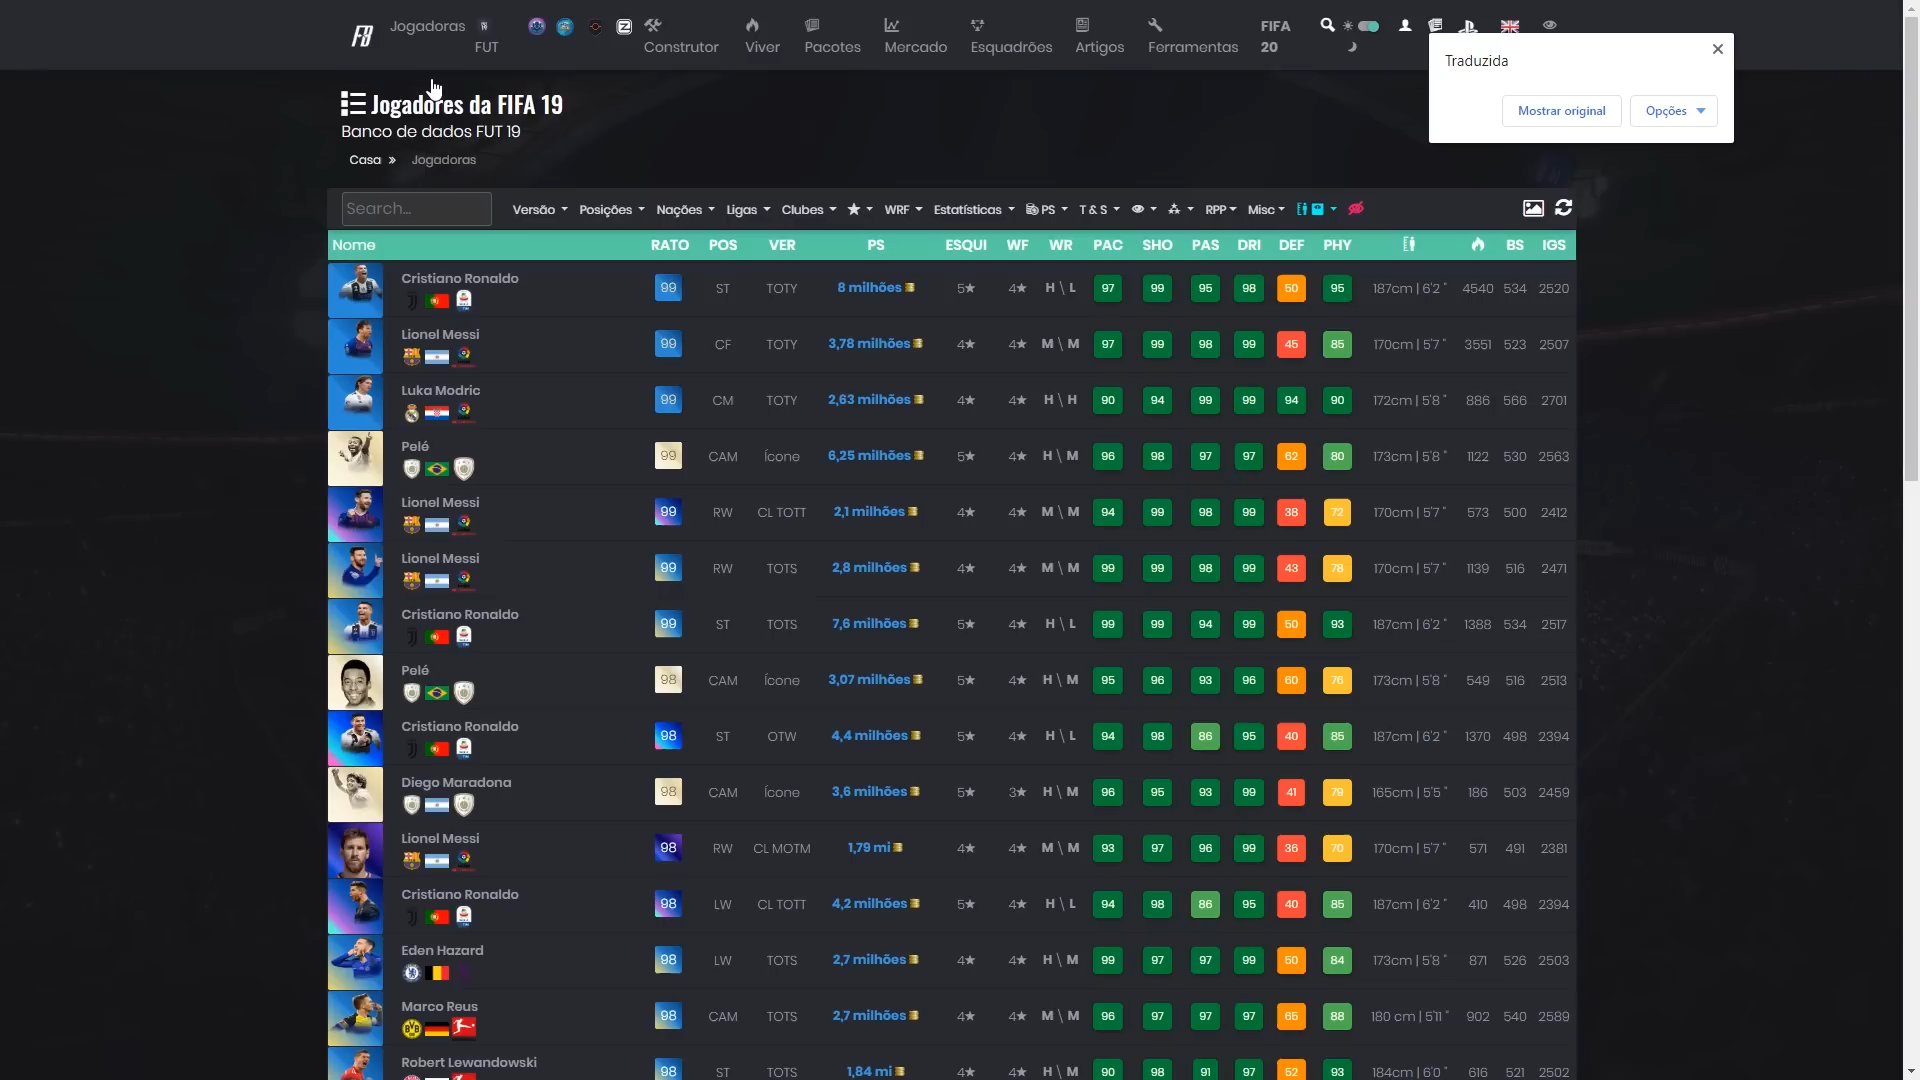 Jogadoras FUT Construtor Viver Pacotes Mercado Esquadrões Artigos Ferramentas FIFA 20
Traduzida
Mostrar original Opções
Jogadores da FIFA 19
Banco de dados FUT 19
Casa » Jogadoras
Search... Versão Posições Nações Ligas Clubes WRF Estatísticas PS T & S RPP Misc
Nome RATO POS VER PS ESQUI WF WR PAC SHO PAS DRI DEF PHY BS IGS
Cristiano Ronaldo 99 ST TOTY 8 milhões 5★ 4★ H \ L 97 99 95 98 50 95 187cm | 6'2 " 4540 534 2520
Lionel Messi 99 CF TOTY 3,78 milhões 4★ 4★ M \ M 97 99 98 99 45 85 170cm | 5'7 " 3551 523 2507
Luka Modric 99 CM TOTY 2,63 milhões 4★ 4★ H \ H 90 94 99 99 94 90 172cm | 5'8 " 886 566 2701
Pelé 99 CAM Ícone 6,25 milhões 5★ 4★ H \ M 96 98 97 97 62 80 173cm | 5'8 " 1122 530 2563
Lionel Messi 99 RW CL TOTT 2,1 milhões 4★ 4★ M \ M 94 99 98 99 38 72 170cm | 5'7 " 573 500 2412
Lionel Messi 99 RW TOTS 2,8 milhões 4★ 4★ M \ M 99 99 98 99 43 78 170cm | 5'7 " 1139 516 2471
Cristiano Ronaldo 99 ST TOTS 7,6 milhões 5★ 4★ H \ L 99 99 94 99 50 93 187cm | 6'2 " 1388 534 2517
Pelé 98 CAM Ícone 3,07 milhões 5★ 4★ H \ M 95 96 93 96 60 76 173cm | 5'8 " 549 516 2513
Cristiano Ronaldo 98 ST OTW 4,4 milhões 5★ 4★ H \ L 94 98 86 95 40 85 187cm | 6'2 " 1370 498 2394
Diego Maradona 98 CAM Ícone 3,6 milhões 5★ 3★ H \ M 96 95 93 99 41 79 165cm | 5'5 " 186 503 2459
Lionel Messi 98 RW CL MOTM 1,79 mi 4★ 4★ M \ M 93 97 96 99 36 70 170cm | 5'7 " 571 491 2381
Cristiano Ronaldo 98 LW CL TOTT 4,2 milhões 5★ 4★ H \ L 94 98 86 95 40 85 187cm | 6'2 " 410 498 2394
Eden Hazard 98 LW TOTS 2,7 milhões 4★ 4★ H \ M 99 97 97 99 50 84 173cm | 5'8 " 871 526 2503
Marco Reus 98 CAM TOTS 2,7 milhões 4★ 4★ M \ M 96 97 97 97 65 88 180 cm | 5'11 " 902 540 2589
Robert Lewandowski 98 ST TOTS 1,84 mi 4★ 4★ H \ M 90 98 91 97 52 93 184cm | 6'0 " 616 521 2502